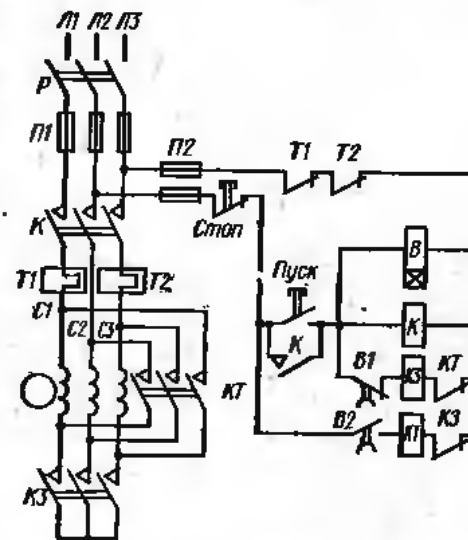 Л1 Л2 Л3
Р
П1
П2
Т1 Т2
К
Стоп
В
Т1 Т2
Пуск
С1
К
С2 С3
К
В1 КЗ КТ
КТ
В2 КТ КЗ
КЗ